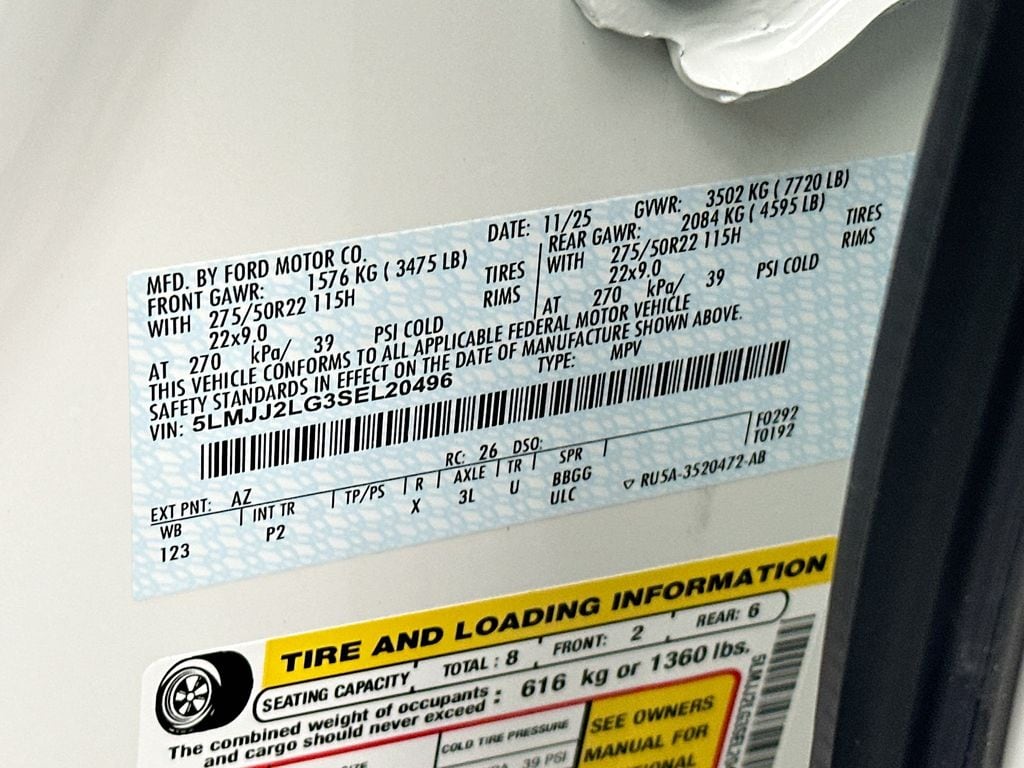 MFD. BY FORD MOTOR CO.
DATE: 11/25 GVWR: 3502 KG ( 7720 LB)
FRONT GAWR: 1576 KG ( 3475 LB)
REAR GAWR: 2084 KG ( 4595 LB)
WITH 275/50R22 115H TIRES
WITH 275/50R22 115H TIRES
22x9.0 RIMS
22x9.0 RIMS
AT 270 kPa/ 39 PSI COLD
AT 270 kPa/ 39 PSI COLD
THIS VEHICLE CONFORMS TO ALL APPLICABLE FEDERAL MOTOR VEHICLE
SAFETY STANDARDS IN EFFECT ON THE DATE OF MANUFACTURE SHOWN ABOVE.
VIN: 5LMJJ2LG3SEL20496 TYPE: MPV
F0292
T0192
EXT PNT: AZ RC: 26 DSO:
WB INT TR TP/PS R AXLE TR SPR
123 P2 X 3L U BBGG
ULC
RU5A-3520472-AB
TIRE AND LOADING INFORMATION
SEATING CAPACITY TOTAL : 8 FRONT: 2 REAR: 6
The combined weight of occupants
and cargo should never exceed : 616 kg or 1360 lbs.
COLD TIRE PRESSURE
39 PSI
SEE OWNERS
MANUAL FOR